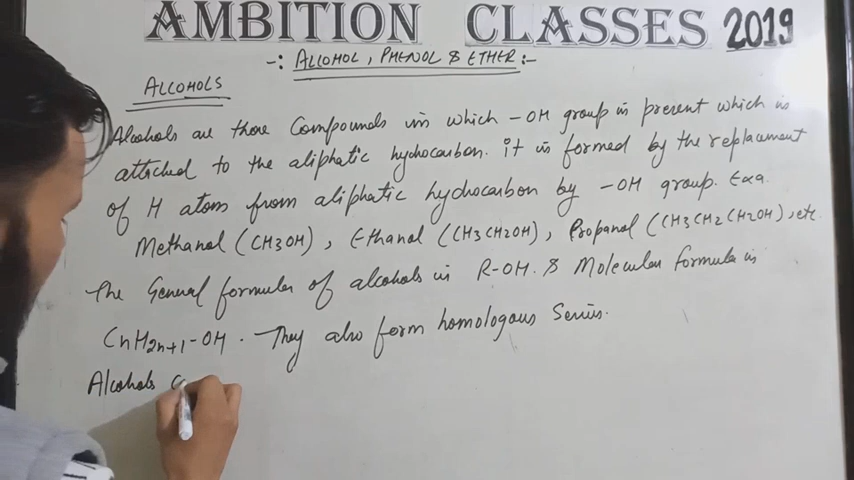 AMBITION CLASSES 2019
-: ALCOHOL, PHENOL & ETHER :-
ALCOHOLS
Alcohols are those Compounds in which -OH group is present which is
attached to the aliphatic hydrocarbon. it is formed by the replacement
of H atoms from aliphatic hydrocarbon by -OH group. Exa.
Methanol (CH3OH), Ethanol (CH3CH2OH), Propanol (CH3CH2CH2OH), etc.
The General formula of alcohols is R-OH. & Molecular formula is
CnH2n+1-OH. They also form homologous Series.
Alcohols